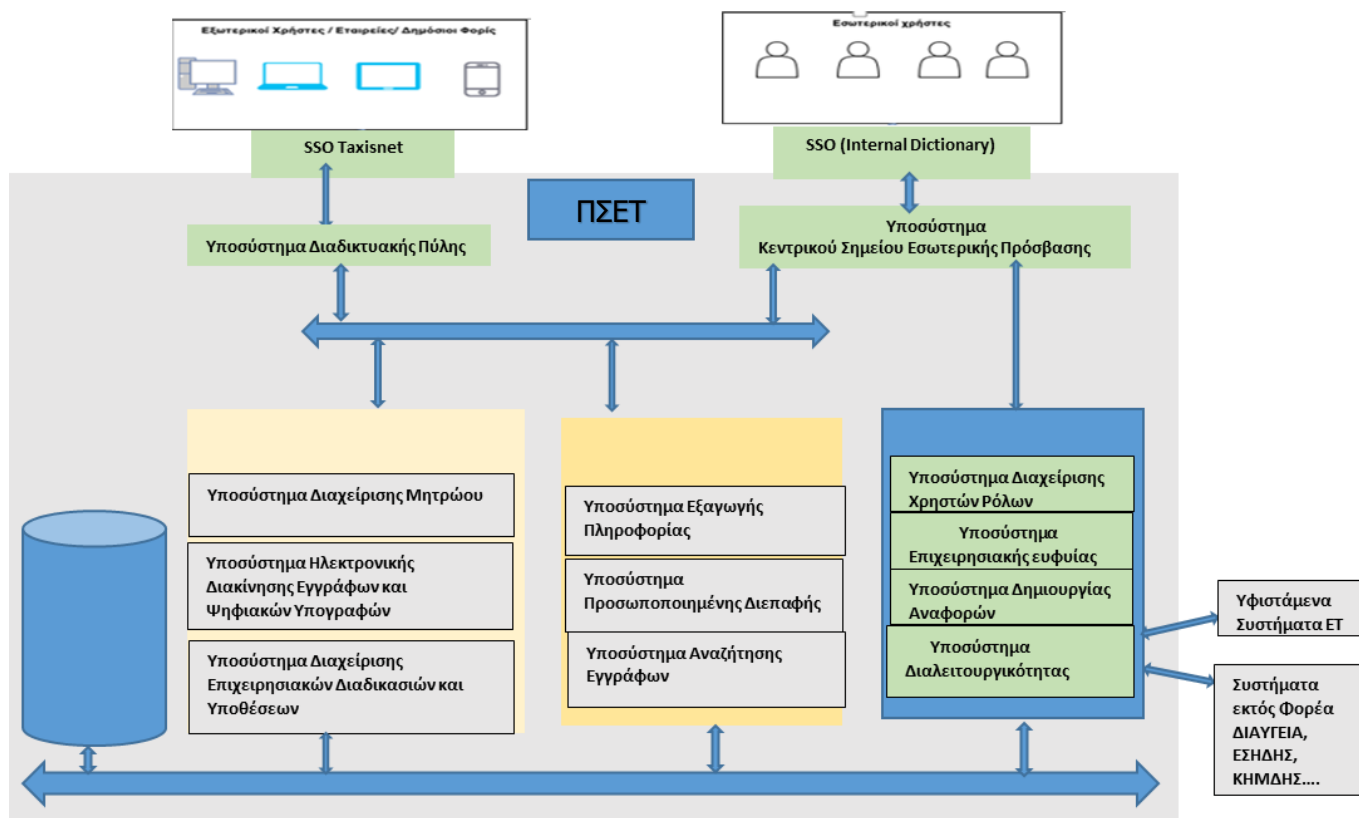 Εξωτερικοί Χρήστες / Εταιρείες/ Δημόσιοι Φορίς
Εσωτερικοί χρήστες
SSO Taxisnet
SSO (Internal Dictionary)
ΠΣΕΤ
Υποσύστημα Διαδικτυακής Πύλης
Υποσύστημα
Κεντρικού Σημείου Εσωτερικής Πρόσβασης
Υποσύστημα Διαχείρισης Μητρώου
Υποσύστημα Ηλεκτρονικής
Διακίνησης Εγγράφων και
Ψηφιακών Υπογραφών
Υποσύστημα Διαχείρισης
Επιχειρησιακών Διαδικασιών και
Υποθέσεων
Υποσύστημα Εξαγωγής
Πληροφορίας
Υποσύστημα
Προσωποποιημένης Διεπαφής
Υποσύστημα Αναζήτησης
Εγγράφων
Υποσύστημα Διαχείρισης
Χρηστών Ρόλων
Υποσύστημα
Επιχειρησιακής ευφυίας
Υποσύστημα Δημιουργίας
Αναφορών
Υποσύστημα
Διαλειτουργικότητας
Υφιστάμενα
Συστήματα ΕΤ
Συστήματα
εκτός Φορέα
ΔΙΑΥΓΕΙΑ,
ΕΣΗΔΗΣ,
ΚΗΜΔΗΣ....